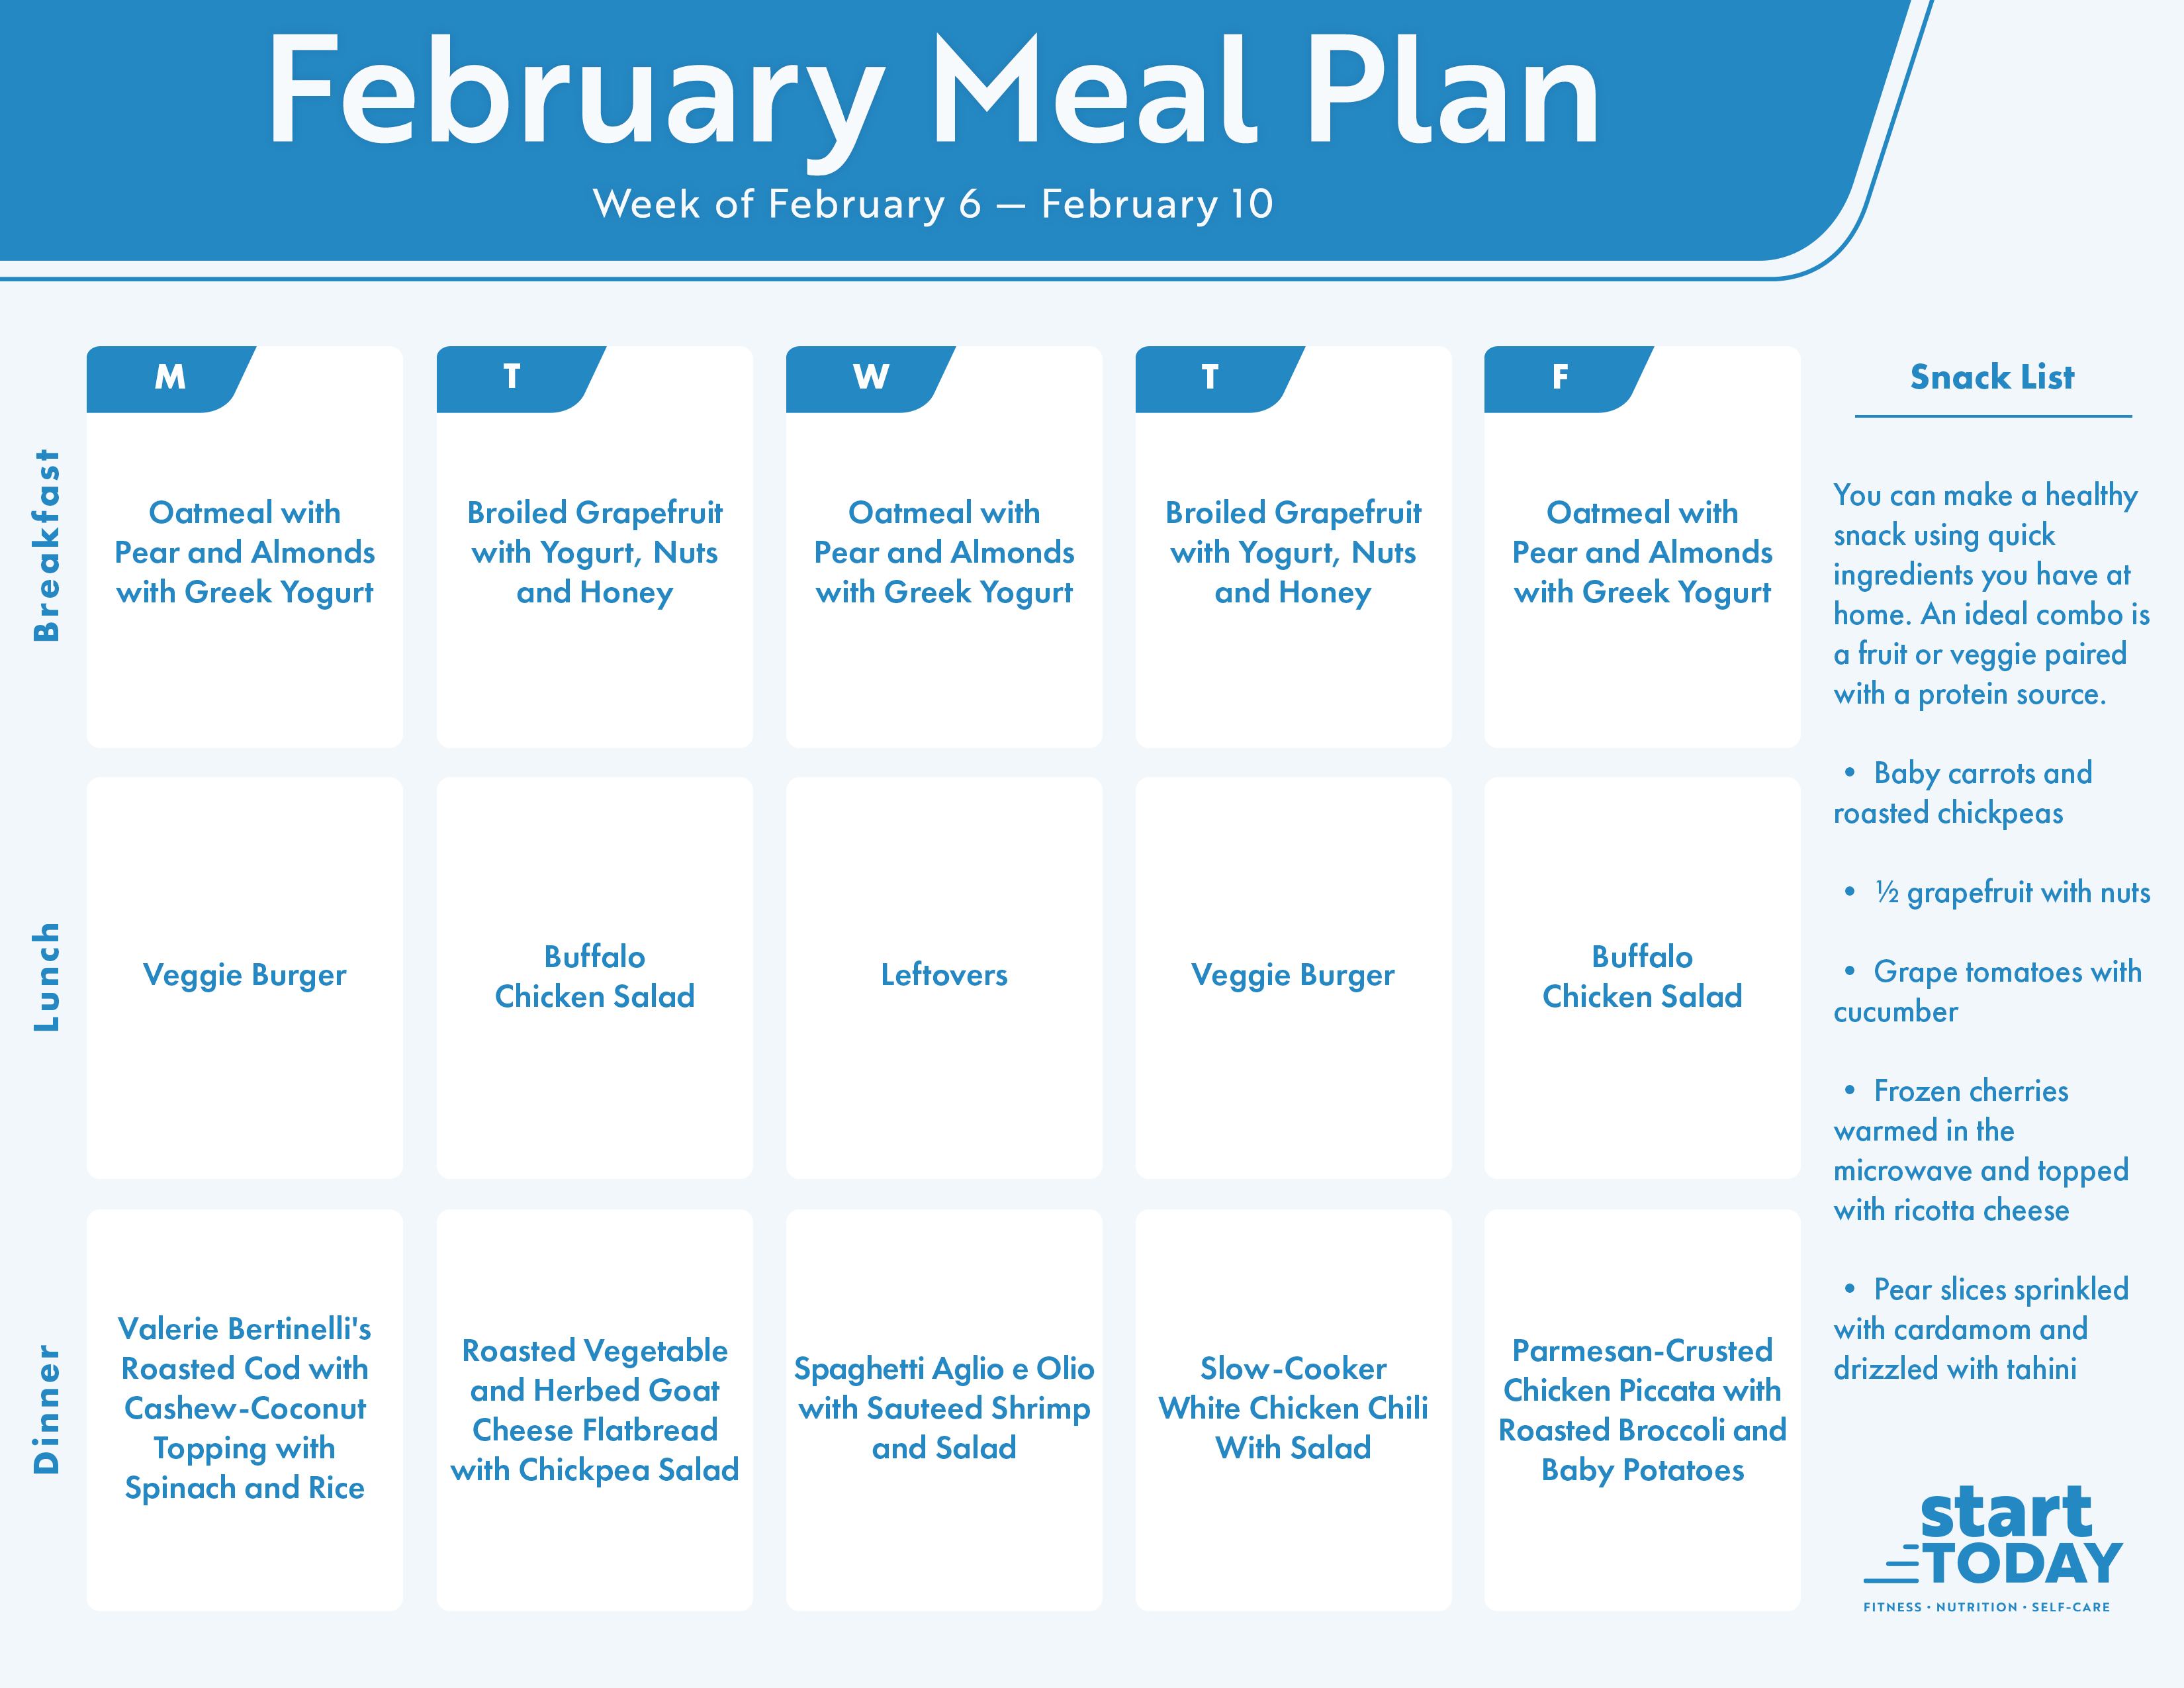 February Meal Plan
Week of February 6 — February 10
M
T
W
T
F
Breakfast
Oatmeal with
Pear and Almonds
with Greek Yogurt
Broiled Grapefruit
with Yogurt, Nuts
and Honey
Oatmeal with
Pear and Almonds
with Greek Yogurt
Broiled Grapefruit
with Yogurt, Nuts
and Honey
Oatmeal with
Pear and Almonds
with Greek Yogurt
Lunch
Veggie Burger
Buffalo
Chicken Salad
Leftovers
Veggie Burger
Buffalo
Chicken Salad
Dinner
Valerie Bertinelli's
Roasted Cod with
Cashew-Coconut
Topping with
Spinach and Rice
Roasted Vegetable
and Herbed Goat
Cheese Flatbread
with Chickpea Salad
Spaghetti Aglio e Olio
with Sauteed Shrimp
and Salad
Slow-Cooker
White Chicken Chili
With Salad
Parmesan-Crusted
Chicken Piccata with
Roasted Broccoli and
Baby Potatoes
Snack List
You can make a healthy
snack using quick
ingredients you have at
home. An ideal combo is
a fruit or veggie paired
with a protein source.
• Baby carrots and
roasted chickpeas
• ½ grapefruit with nuts
• Grape tomatoes with
cucumber
• Frozen cherries
warmed in the
microwave and topped
with ricotta cheese
• Pear slices sprinkled
with cardamom and
drizzled with tahini
start
TODAY
FITNESS • NUTRITION • SELF-CARE